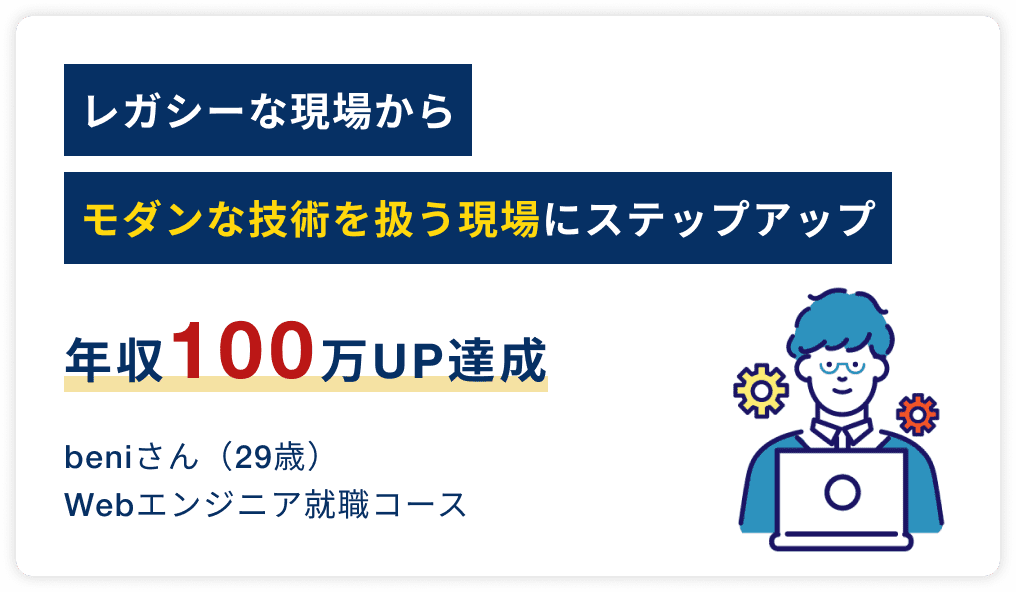 レガシーな現場から
モダンな技術を扱う現場にステップアップ
年収100万UP達成
beniさん（29歳）
Webエンジニア就職コース